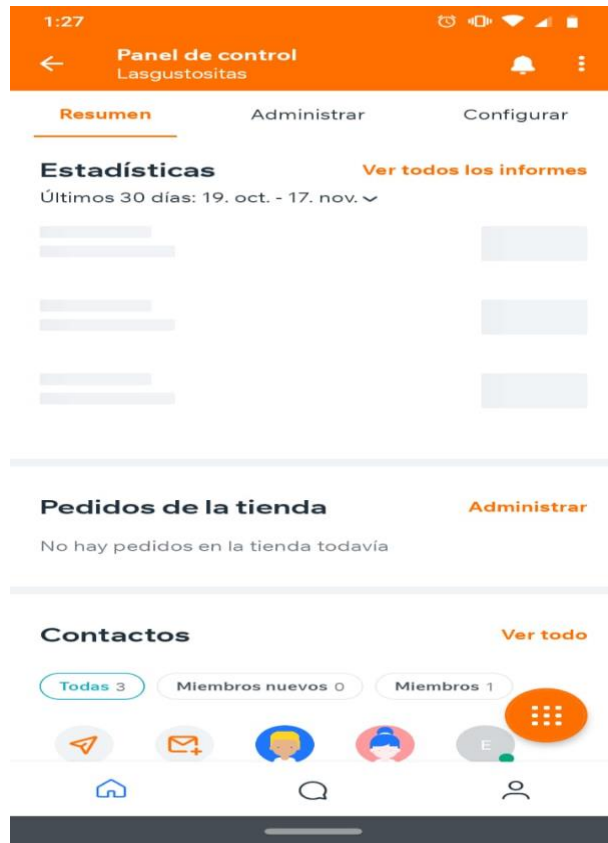 1:27
Panel de control
Lasgustositas
Resumen Administrar Configurar
Estadísticas Ver todos los informes
Últimos 30 días: 19. oct. - 17. nov.
Pedidos de la tienda Administrar
No hay pedidos en la tienda todavía
Contactos Ver todo
Todas 3 Miembros nuevos 0 Miembros 1
E